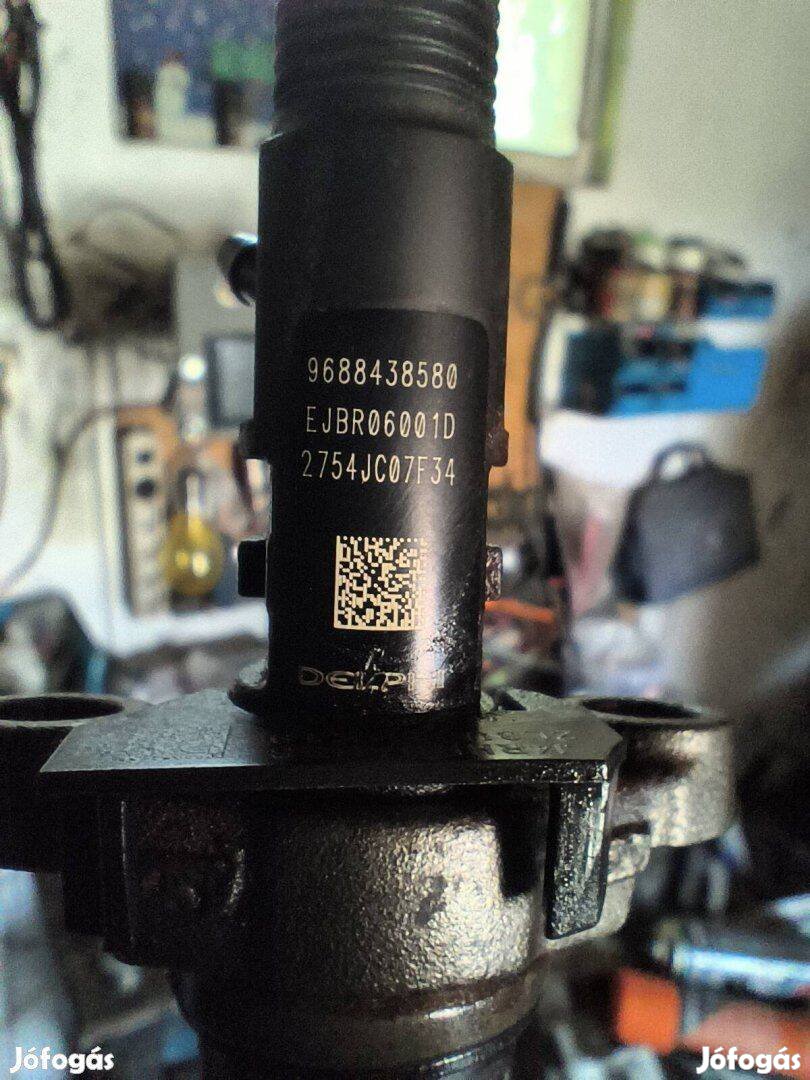 9688438580
EJBR06001D
2754JC07F34
DELPHI
Jófogás
Jófogás